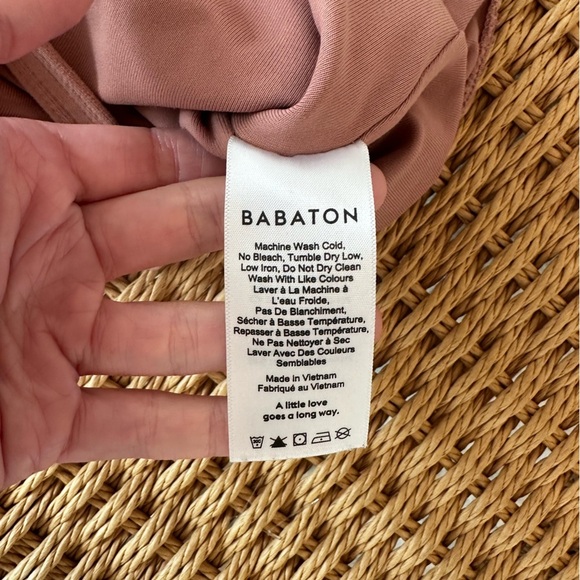 BABATON
Machine Wash Cold,
No Bleach, Tumble Dry Low,
Low Iron, Do Not Dry Clean
Wash With Like Colours
Laver à La Machine à
L'eau Froide,
Pas De Blanchiment,
Sécher à Basse Température,
Repasser à Basse Température,
Ne Pas Nettoyer à Sec
Laver Avec Des Couleurs
Semblables
Made in Vietnam
Fabriqué au Vietnam
A little love
goes a long way.